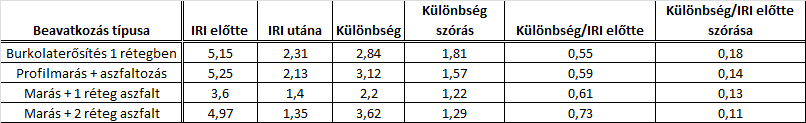 Beavatkozás típusa IRI előtte IRI utána Különbség Különbség szórás Különbség/IRI előtte Különbség/IRI előtte szórása
Burkolaterősítés 1 rétegben 5,15 2,31 2,84 1,81 0,55 0,18
Profilmarás + aszfaltozás 5,25 2,13 3,12 1,57 0,59 0,14
Marás + 1 réteg aszfalt 3,6 1,4 2,2 1,22 0,61 0,13
Marás + 2 réteg aszfalt 4,97 1,35 3,62 1,29 0,73 0,11